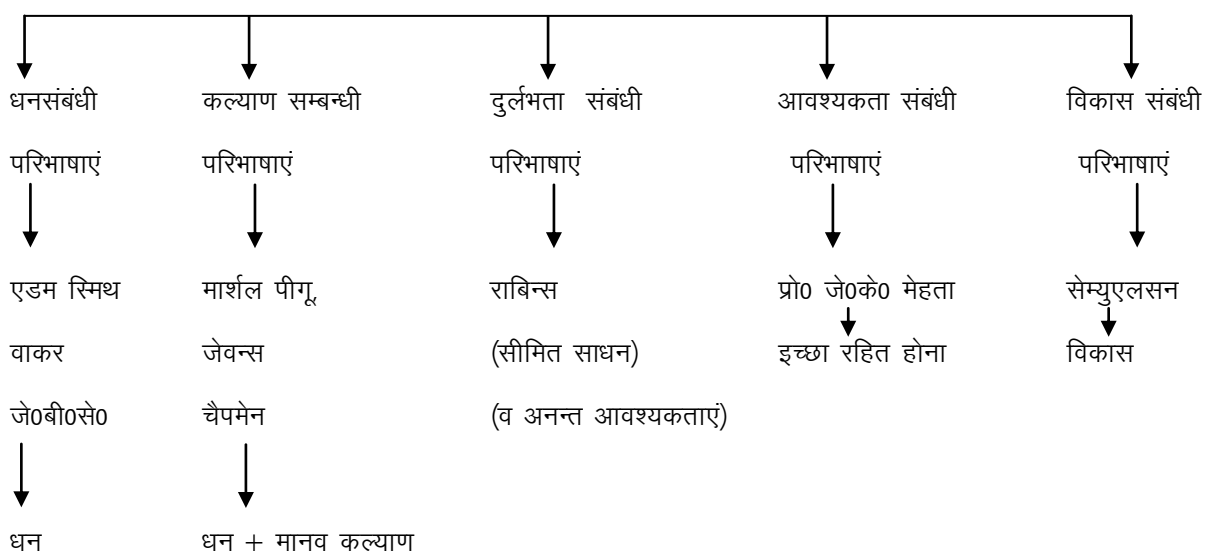 धनसंबंधी कल्याण सम्बन्धी दुर्लभता संबंधी आवश्यकता संबंधी विकास संबंधी
परिभाषाएं परिभाषाएं परिभाषाएं परिभाषाएं परिभाषाएं
एडम स्मिथ मार्शल पीगू, राबिन्स प्रो0 जे0के0 मेहता सेम्युएलसन
वाकर जेवन्स (सीमित साधन) इच्छा रहित होना विकास
जे0बी0से0 चैपमेन (व अनन्त आवश्यकताएं)
धन धन + मानव कल्याण